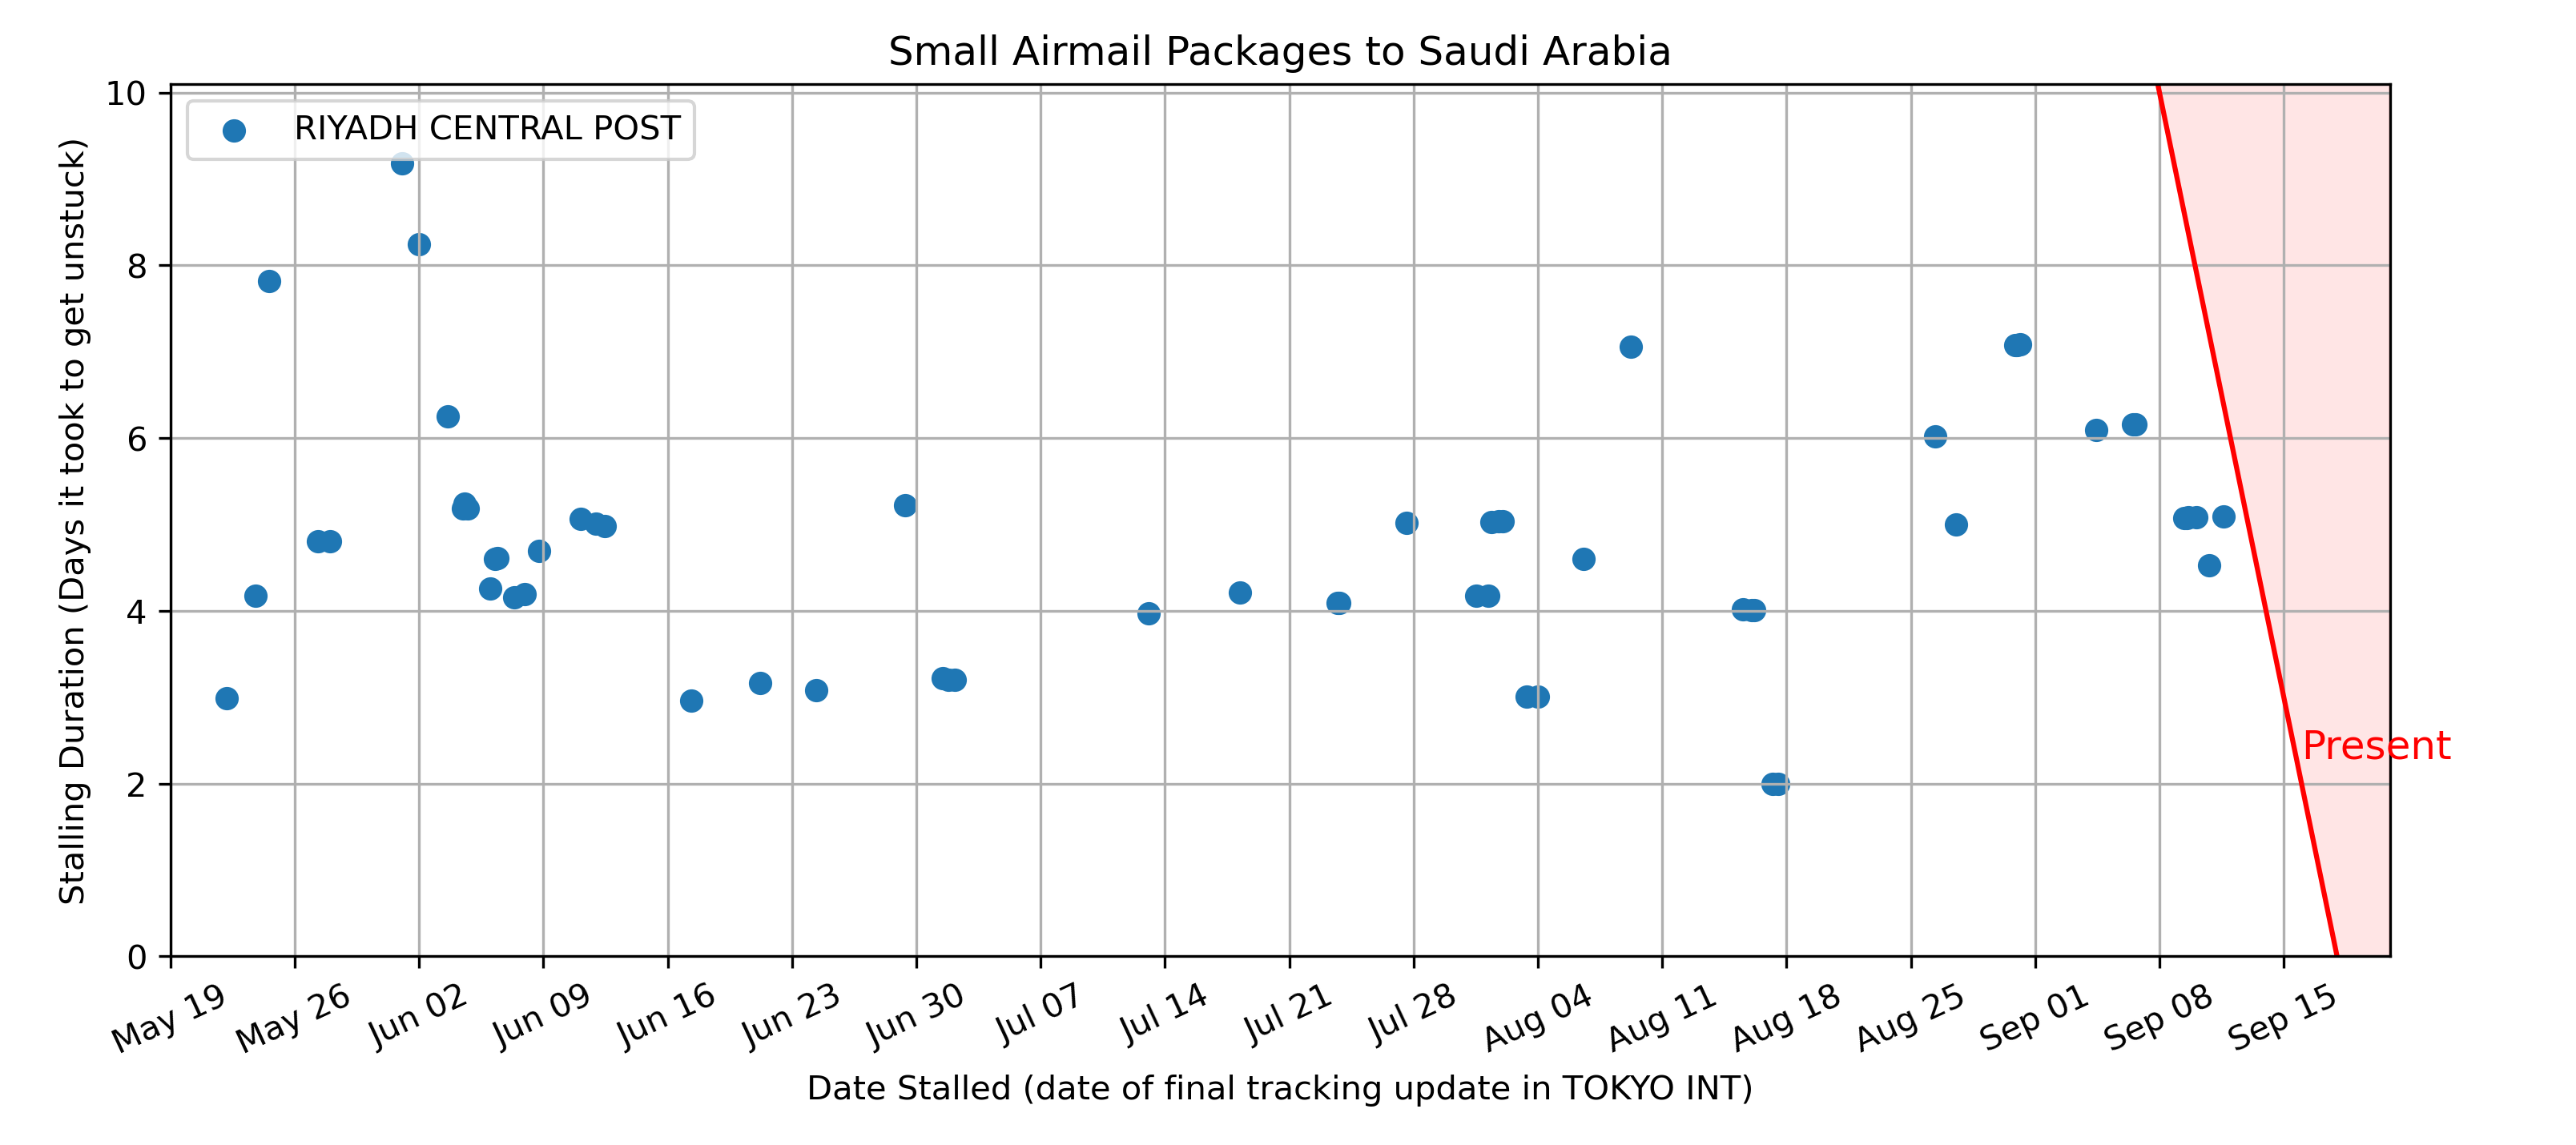 Small Airmail Packages to Saudi Arabia
RIYADH CENTRAL POST
Stalling Duration (Days it took to get unstuck)
10
8
6
4
2
0
Present
May 19
May 26
Jun 02
Jun 09
Jun 16
Jun 23
Jun 30
Jul 07
Jul 14
Jul 21
Jul 28
Aug 04
Aug 11
Aug 18
Aug 25
Sep 01
Sep 08
Sep 15
Date Stalled (date of final tracking update in TOKYO INT)